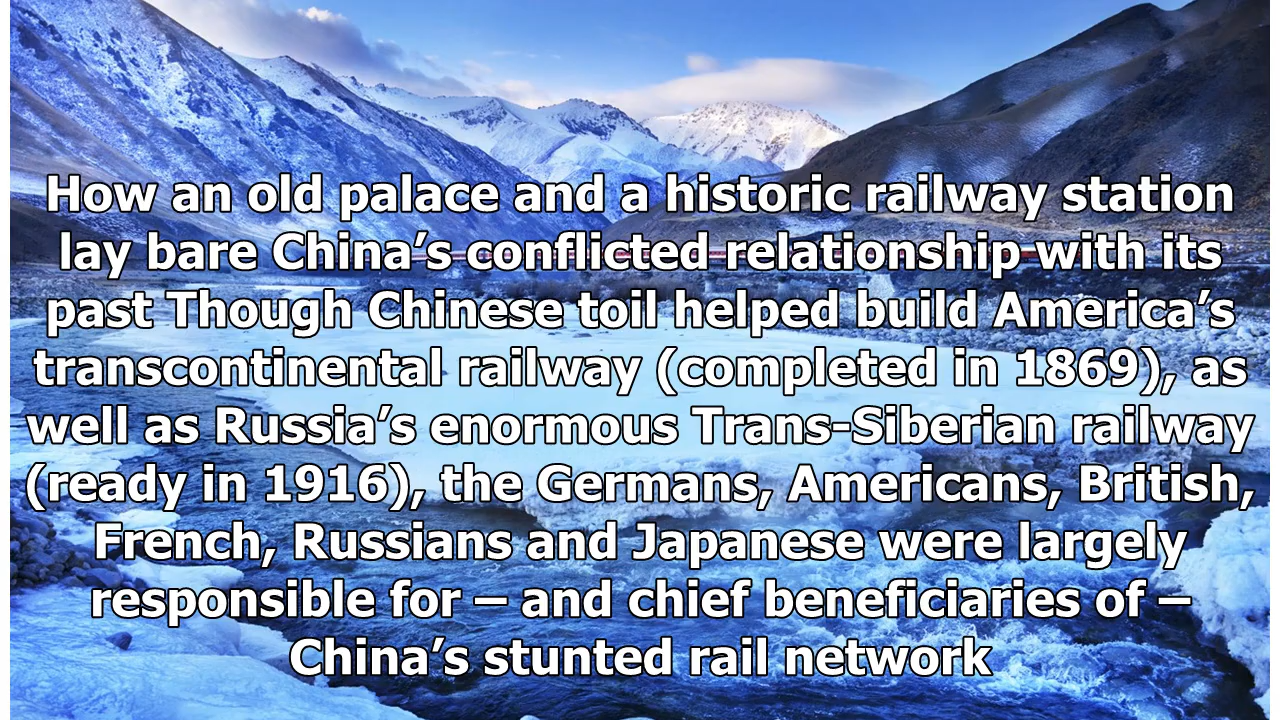 How an old palace and a historic railway station
lay bare China’s conflicted relationship with its
past Though Chinese toil helped build America’s
transcontinental railway (completed in 1869), as
well as Russia’s enormous Trans-Siberian railway
(ready in 1916), the Germans, Americans, British,
French, Russians and Japanese were largely
responsible for – and chief beneficiaries of –
China’s stunted rail network